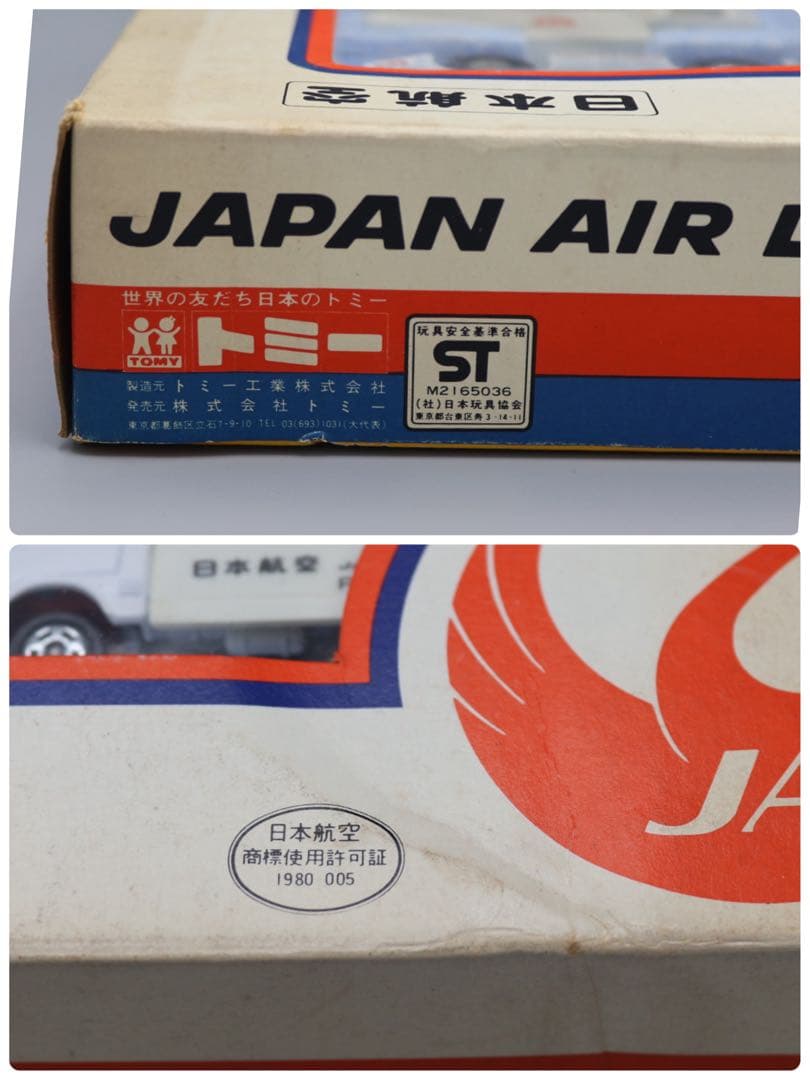 日本航空
JAPAN AIR
世界の友だち日本のトミー
TOMY
トミー
製造元 トミー工業株式会社
発売元 株式会社トミー
東京都葛飾区立石7-9-10 TEL 03(693)1031(大代表)
玩具安全基準合格
ST
M2165036
(社)日本玩具協会
東京都台東区寿3-14-11
日本航空
JA
日本航空
商標使用許可証
1980 005